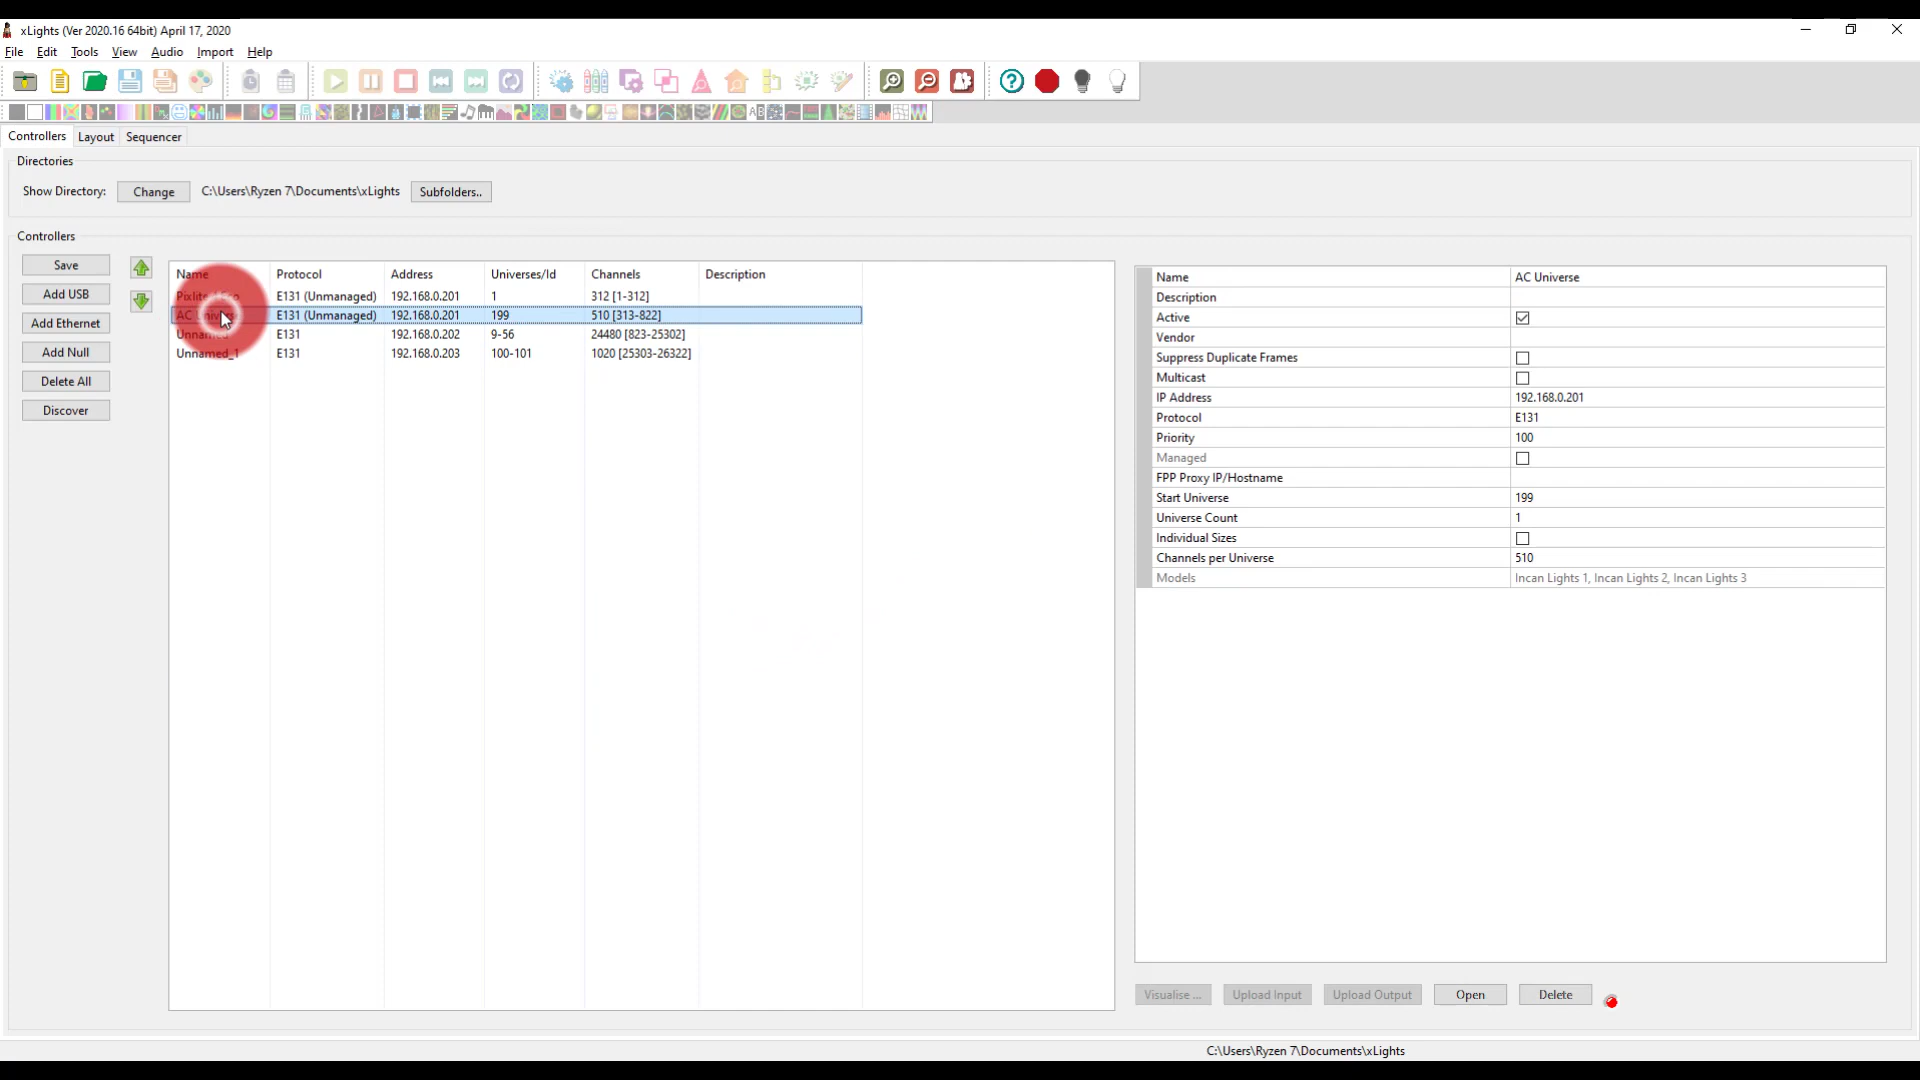 xLights (Ver 2020.16 64bit) April 17, 2020
File Edit Tools View Audio Import Help
Controllers Layout Sequencer
Directories
Show Directory: Change C:\Users\Ryzen 7\Documents\xLights Subfolders..
Controllers
Save
Add USB
Add Ethernet
Add Null
Delete All
Discover
Name Protocol Address Universes/Id Channels Description
E131 (Unmanaged) 192.168.0.201 1 312 [1-312]
AC Universe E131 (Unmanaged) 192.168.0.201 199 510 [313-822]
Unnamed E131 192.168.0.202 9-56 24480 [823-25302]
Unnamed_1 E131 192.168.0.203 100-101 1020 [25303-26322]
Name AC Universe
Description
Active
Vendor
Suppress Duplicate Frames
Multicast
IP Address 192.168.0.201
Protocol E131
Priority 100
Managed
FPP Proxy IP/Hostname
Start Universe 199
Universe Count 1
Individual Sizes
Channels per Universe 510
Models Incan Lights 1, Incan Lights 2, Incan Lights 3
Visualise ... Upload Input Upload Output Open Delete
C:\Users\Ryzen 7\Documents\xLights